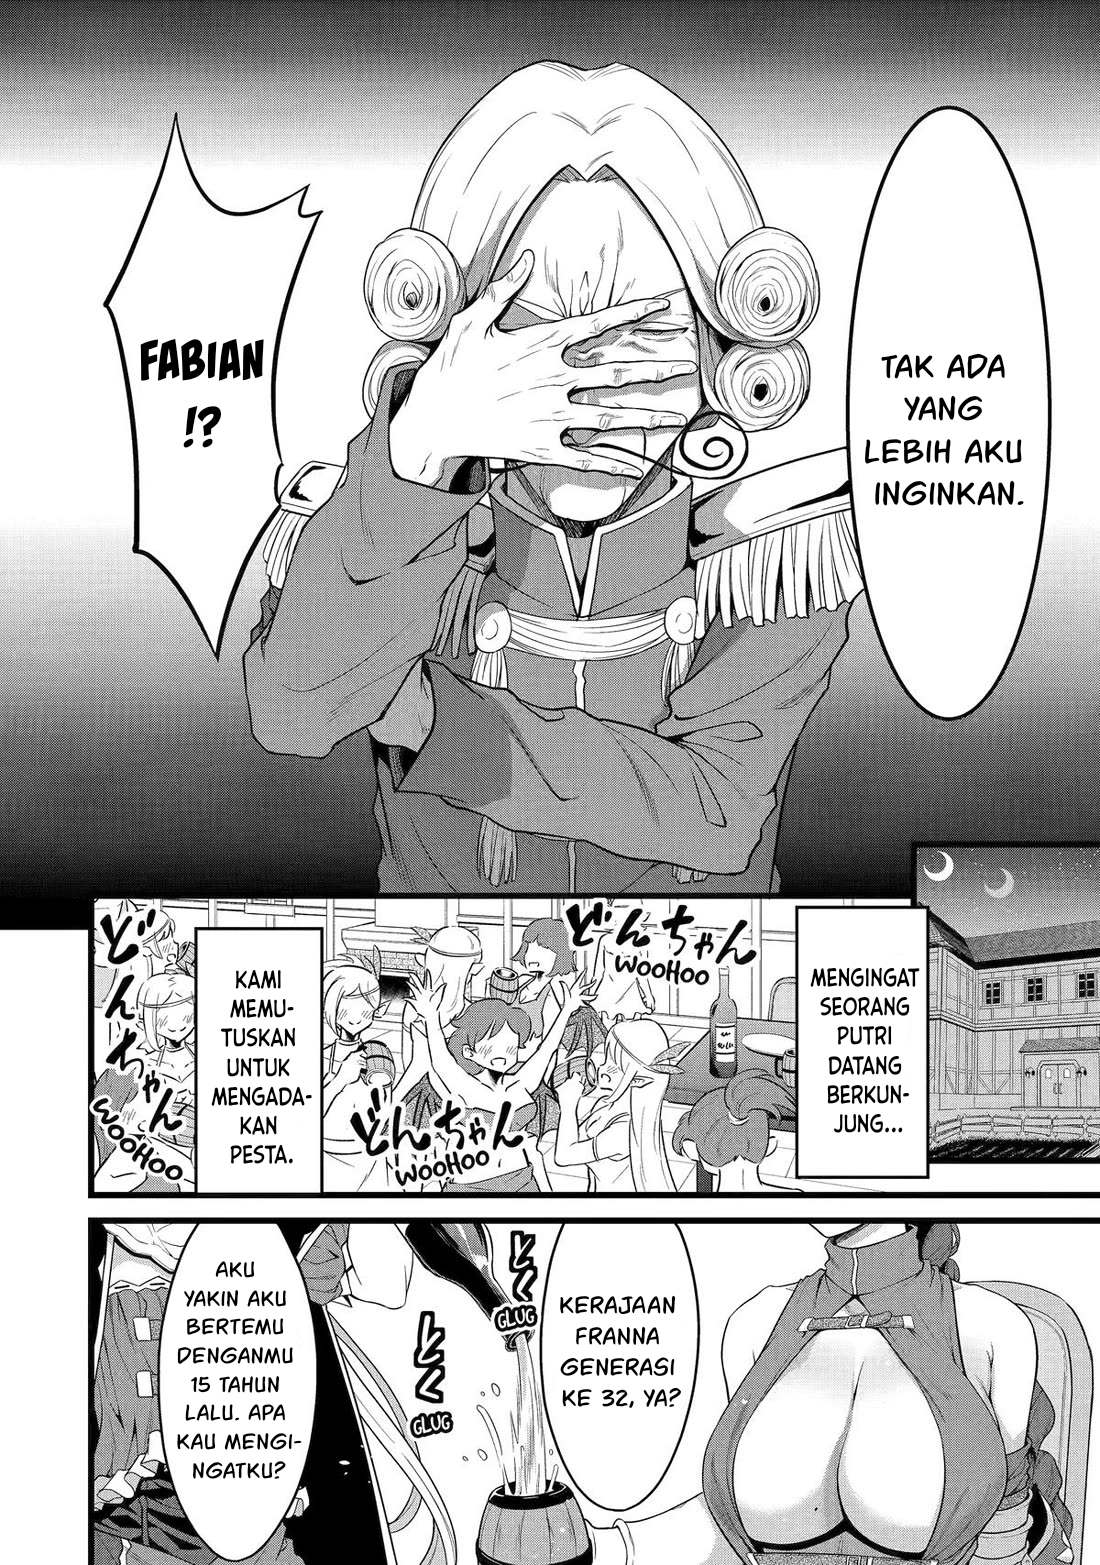 TAK ADA
YANG
LEBIH AKU
INGINKAN.
FABIAN
!?
MENGINGAT
SEORANG
PUTRI
DATANG
BERKUN-
JUNG...
どんちゃん
WOOHOO
どんちゃん
WOOHOO
KAMI
MEMU-
TUSKAN
UNTUK
MENGADA-
KAN
PESTA.
どんちゃん
WOOHOO
KERAJAAN
FRANNA
GENERASI
KE 32, YA?
とく
GLUG
とく
GLUG
AKU
YAKIN AKU
BERTEMU
DENGANMU
15 TAHUN
LALU. APA
KAU MENGI-
NGATKU?